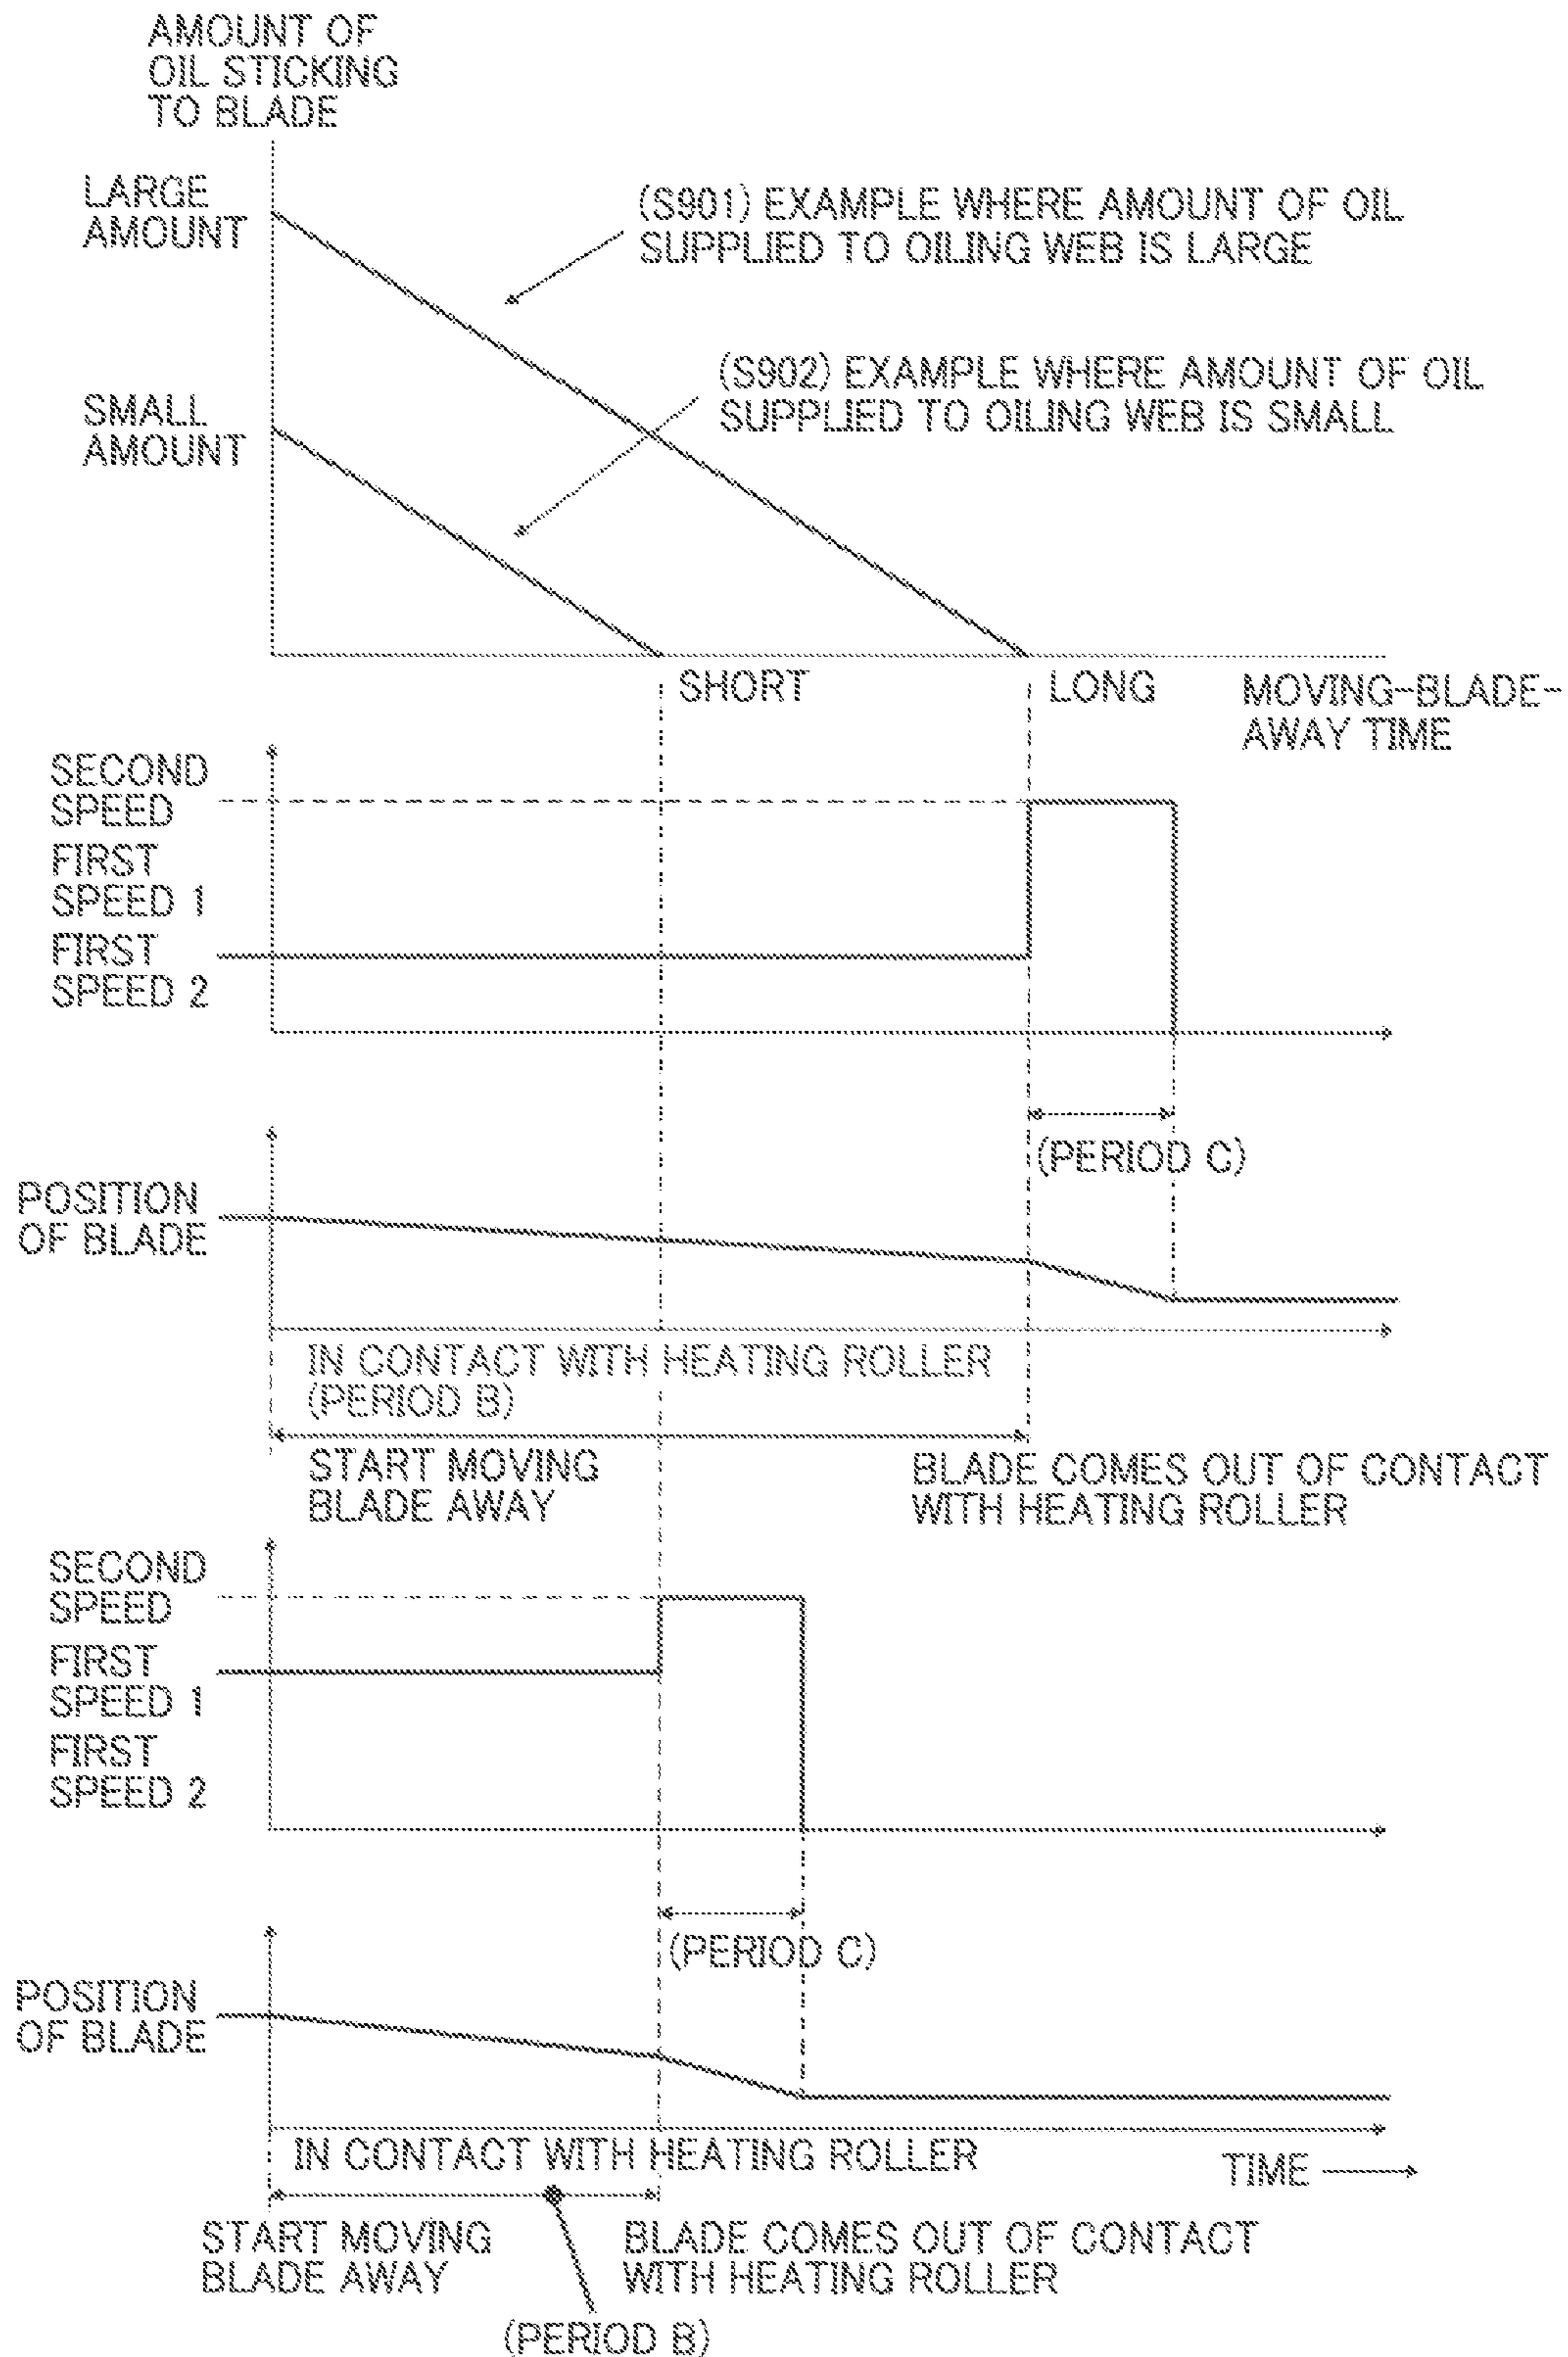 AMOUNT OF
OIL STICKING
TO BLADE
LARGE
AMOUNT
(S901) EXAMPLE WHERE AMOUNT OF OIL
SUPPLIED TO OILING WEB IS LARGE
(S902) EXAMPLE WHERE AMOUNT OF OIL
SUPPLIED TO OILING WEB IS SMALL
SMALL
AMOUNT
SHORT
LONG
MOVING-BLADE-
AWAY TIME
SECOND
SPEED
FIRST
SPEED 1
FIRST
SPEED 2
(PERIOD C)
POSITION
OF BLADE
IN CONTACT WITH HEATING ROLLER
(PERIOD B)
START MOVING
BLADE AWAY
BLADE COMES OUT OF CONTACT
WITH HEATING ROLLER
SECOND
SPEED
FIRST
SPEED 1
FIRST
SPEED 2
(PERIOD C)
POSITION
OF BLADE
IN CONTACT WITH HEATING ROLLER
TIME
START MOVING
BLADE AWAY
BLADE COMES OUT OF CONTACT
WITH HEATING ROLLER
(PERIOD B)